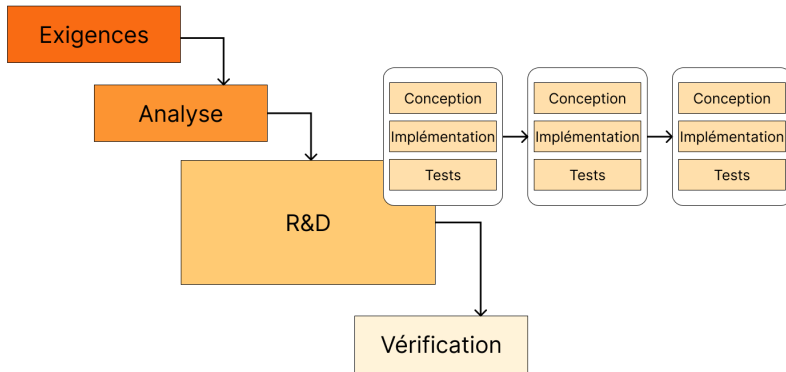 Exigences
Analyse
R&D
Conception
Implémentation
Tests
Conception
Implémentation
Tests
Conception
Implémentation
Tests
Vérification